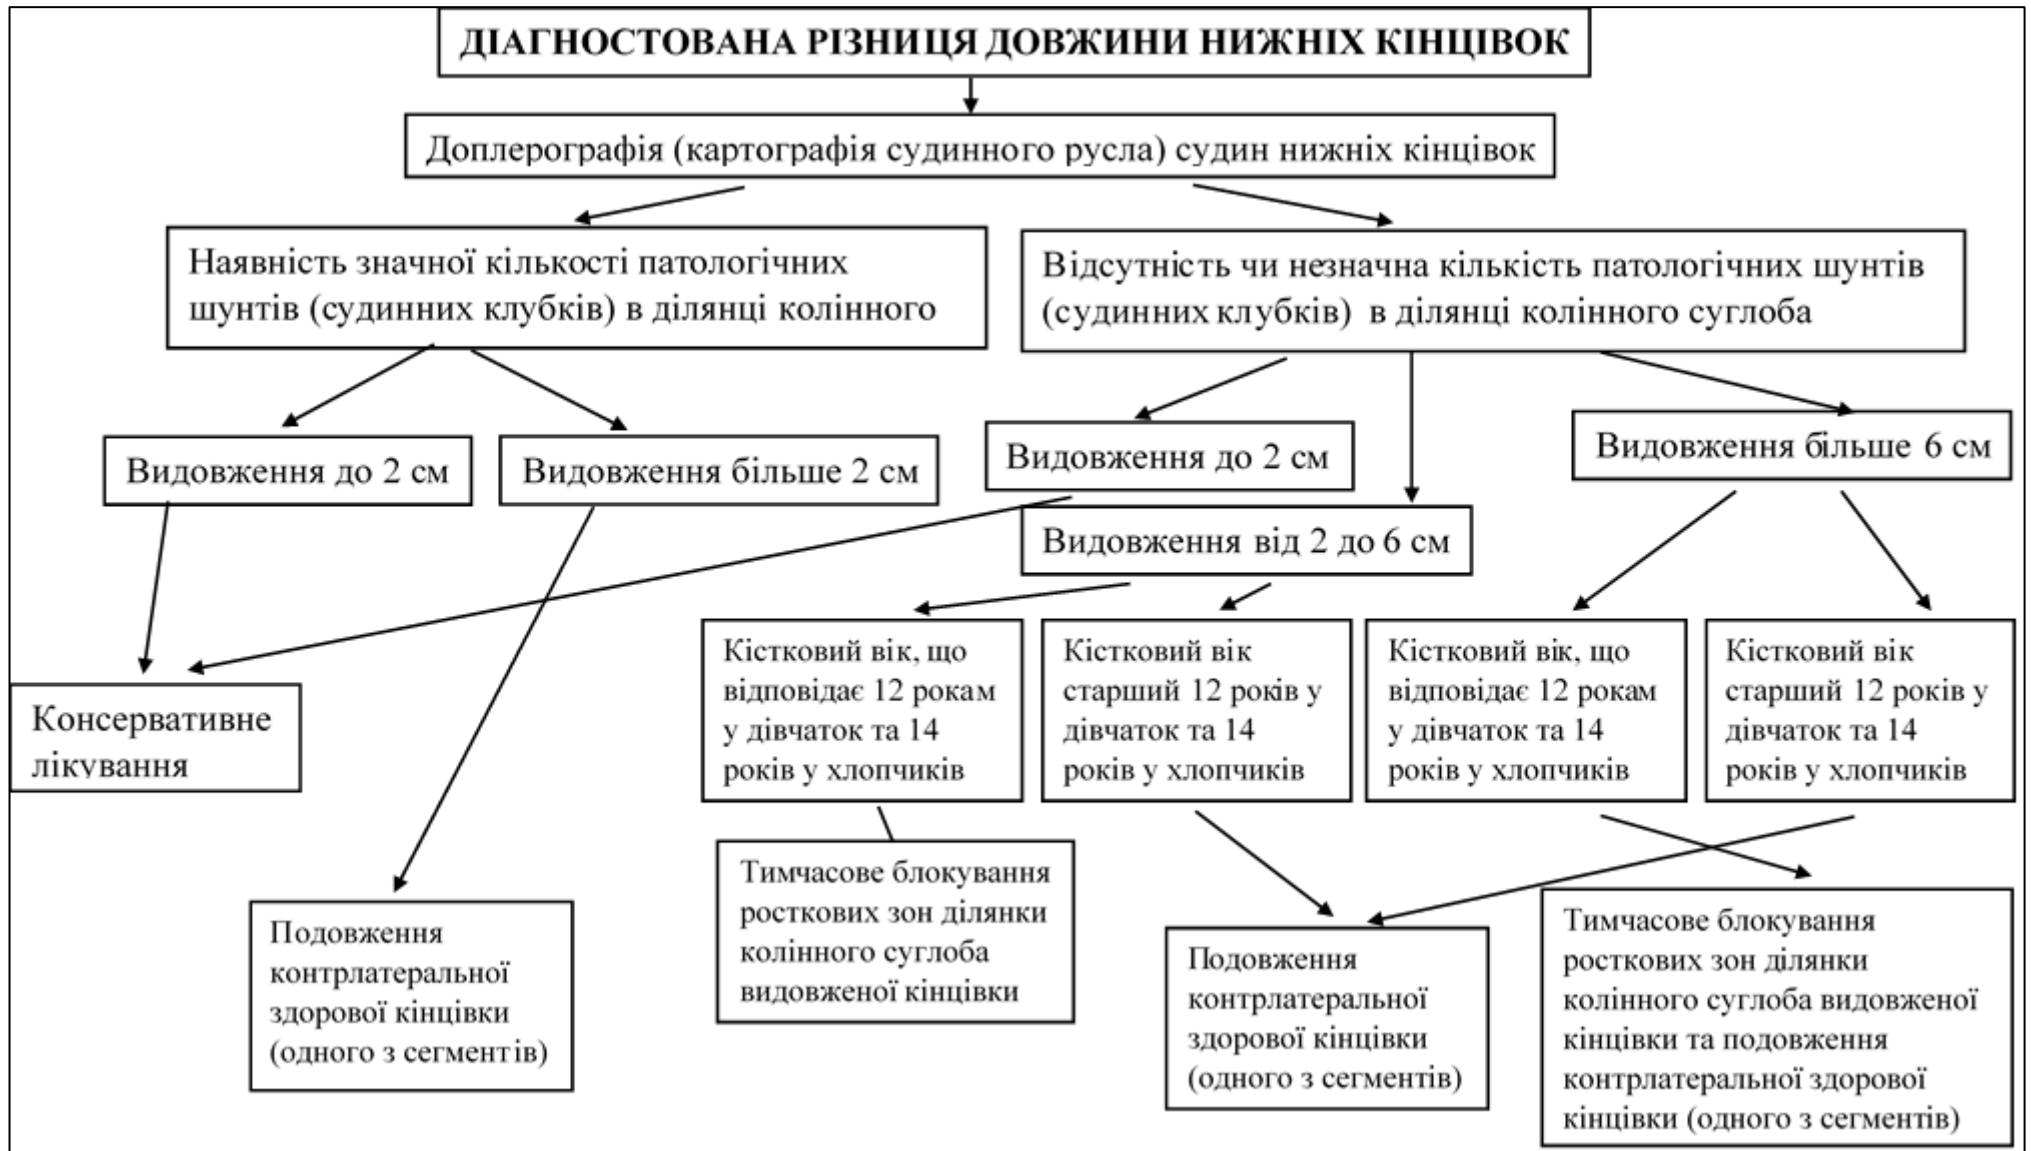 ДІАГНОСТОВАНА РІЗНИЦЯ ДОВЖИНИ НИЖНІХ КІНЦІВОК
Доплерографія (картографія судинного русла) судин нижніх кінцівок
Наявність значної кількості патологічних
шунтів (судинних клубків) в ділянці колінного
Відсутність чи незначна кількість патологічних шунтів
(судинних клубків) в ділянці колінного суглоба
Видовження до 2 см
Видовження більше 2 см
Видовження до 2 см
Видовження більше 6 см
Видовження від 2 до 6 см
Консервативне
лікування
Кістковий вік, що
відповідає 12 рокам
у дівчаток та 14
років у хлопчиків
Кістковий вік
старший 12 років у
дівчаток та 14
років у хлопчиків
Кістковий вік, що
відповідає 12 рокам
у дівчаток та 14
років у хлопчиків
Кістковий вік
старший 12 років у
дівчаток та 14
років у хлопчиків
Подовження
контрлатеральної
здорової кінцівки
(одного з сегментів)
Тимчасове блокування
росткових зон ділянки
колінного суглоба
видовженої кінцівки
Подовження
контрлатеральної
здорової кінцівки
(одного з сегментів)
Тимчасове блокування
росткових зон ділянки
колінного суглоба видовженої
кінцівки та подовження
контрлатеральної здорової
кінцівки (одного з сегментів)